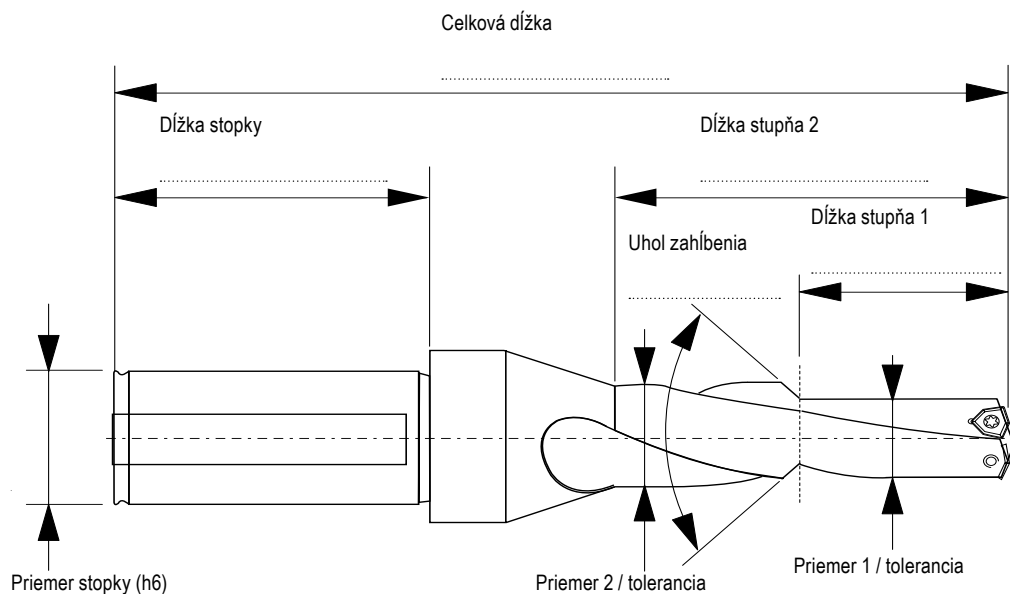 Celková dĺžka
Dĺžka stopky
Dĺžka stupňa 2
Dĺžka stupňa 1
Uhol zahĺbenia
Priemer stopky (h6)
Priemer 2 / tolerancia
Priemer 1 / tolerancia